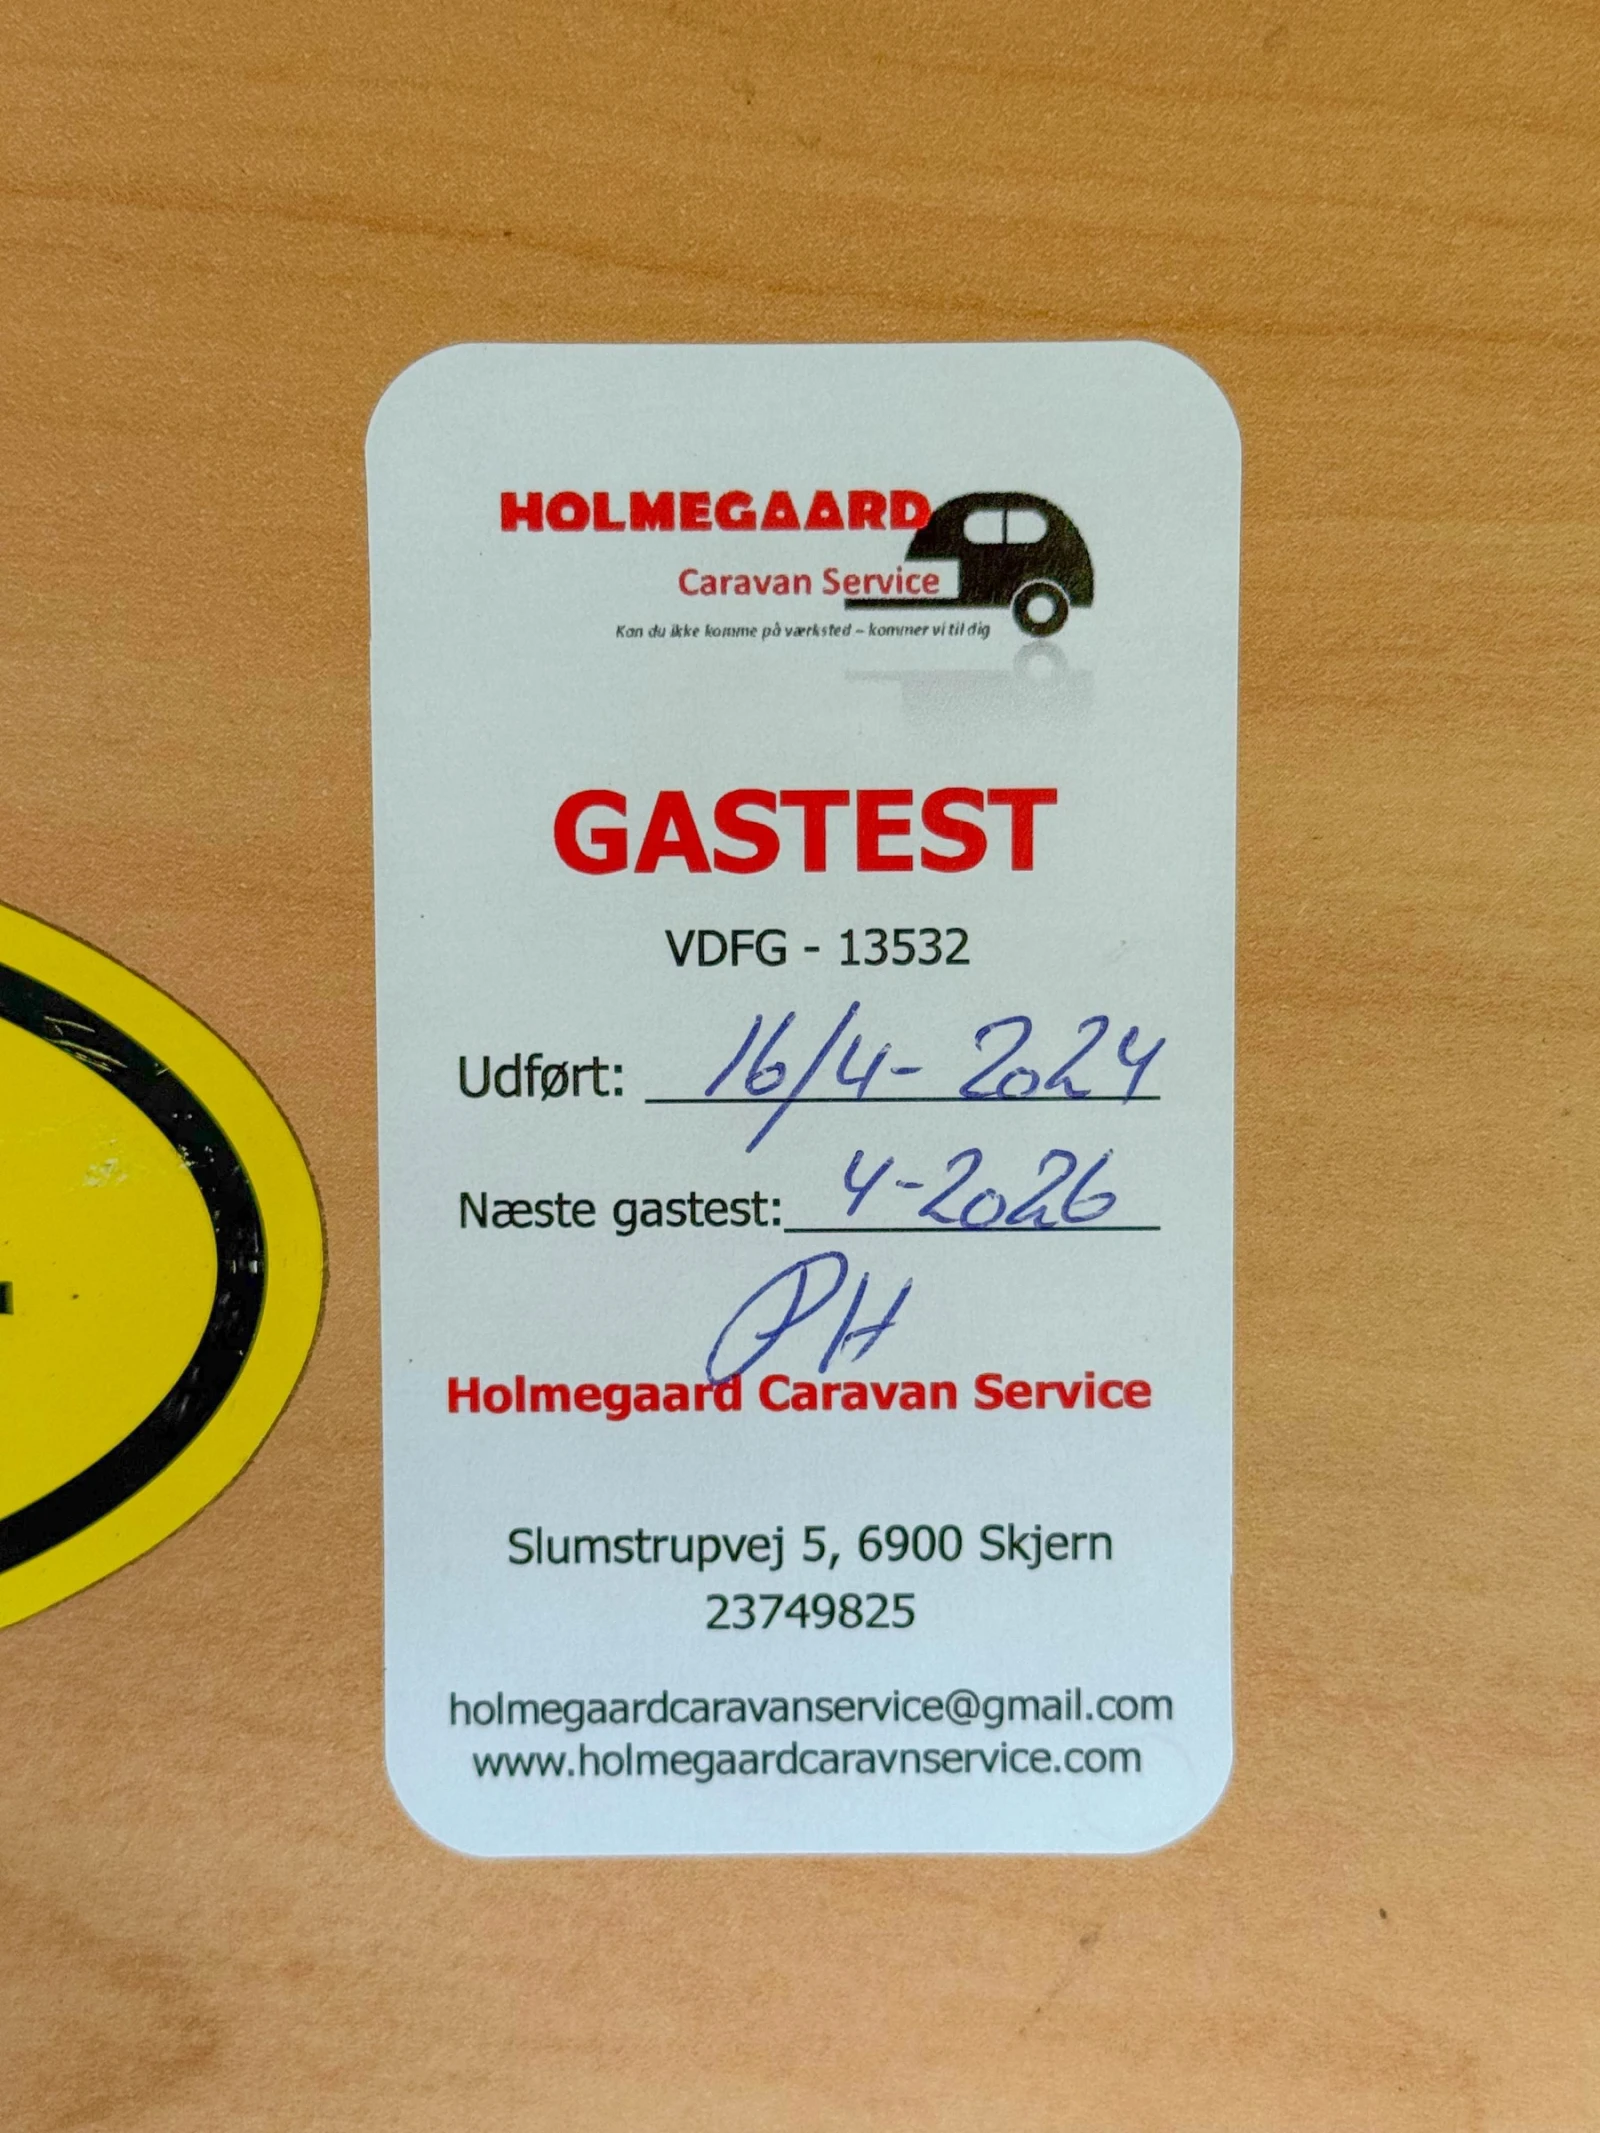 HOLMEGAARD
Caravan Service
Kan du ikke komme på værksted – kommer vi til dig
GASTEST
VDFG - 13532
Udført: 16/4-2024
Næste gastest: 4-2026
PH
Holmegaard Caravan Service
Slumstrupvej 5, 6900 Skjern
23749825
holmegaardcaravanservice@gmail.com
www.holmegaardcaravnservice.com